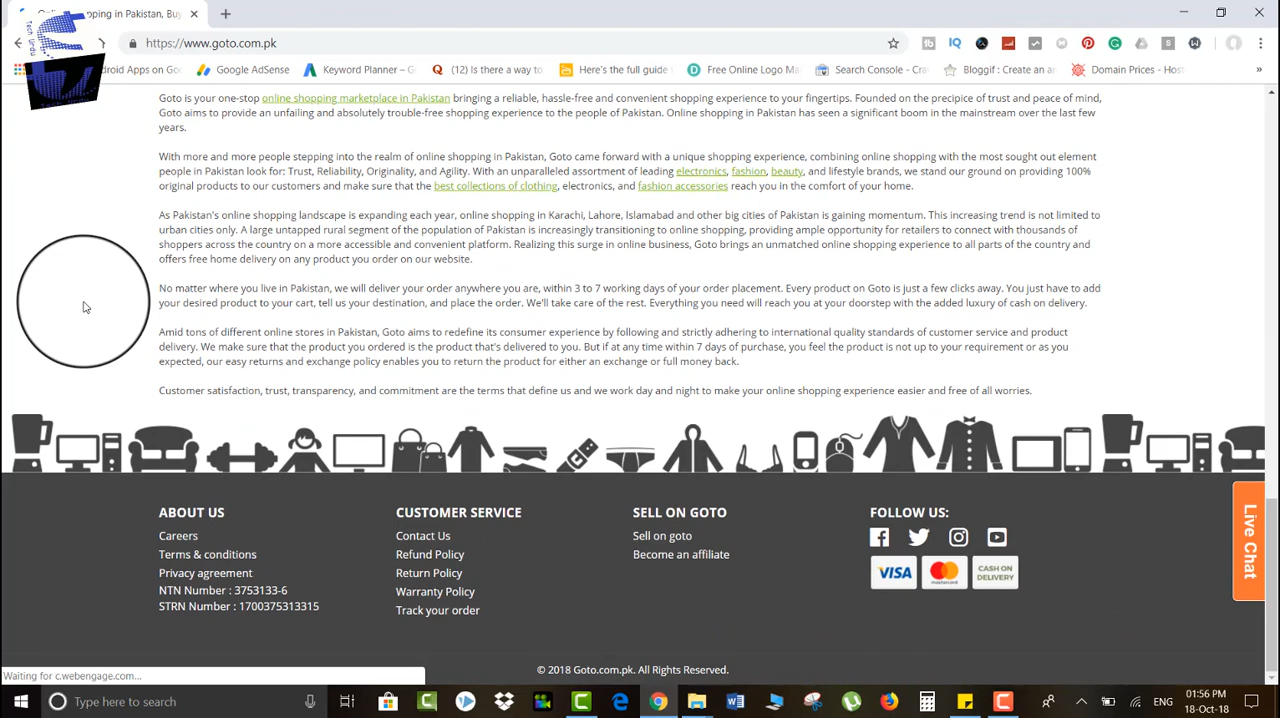 Online Shopping in Pakistan, Buy
https://www.goto.com.pk
Google AdSense
Keyword Planner – G
(12) Is there a way to
Here's the full guide
Free Online Logo Ma
Search Console - Cra
Bloggif : Create an a
Domain Prices - Host
»
Goto is your one-stop online shopping marketplace in Pakistan bringing a reliable, hassle-free and convenient shopping experience to your fingertips. Founded on the precipice of trust and peace of mind,
Goto aims to provide an unfailing and absolutely trouble-free shopping experience to the people of Pakistan. Online shopping in Pakistan has seen a significant boom in the mainstream over the last few
years.
With more and more people stepping into the realm of online shopping in Pakistan, Goto came forward with a unique shopping experience, combining online shopping with the most sought out element
people in Pakistan look for: Trust, Reliability, Originality, and Agility. With an unparalleled assortment of leading electronics, fashion, beauty, and lifestyle brands, we stand our ground on providing 100%
original products to our customers and make sure that the best collections of clothing, electronics, and fashion accessories reach you in the comfort of your home.
As Pakistan's online shopping landscape is expanding each year, online shopping in Karachi, Lahore, Islamabad and other big cities of Pakistan is gaining momentum. This increasing trend is not limited to
urban cities only. A large untapped rural segment of the population of Pakistan is increasingly transitioning to online shopping, providing ample opportunity for retailers to connect with thousands of
shoppers across the country on a more accessible and convenient platform. Realizing this surge in online business, Goto brings an unmatched online shopping experience to all parts of the country and
offers free home delivery on any product you order on our website.
No matter where you live in Pakistan, we will deliver your order anywhere you are, within 3 to 7 working days of your order placement. Every product on Goto is just a few clicks away. You just have to add
your desired product to your cart, tell us your destination, and place the order. We'll take care of the rest. Everything you need will reach you at your doorstep with the added luxury of cash on delivery.
Amid tons of different online stores in Pakistan, Goto aims to redefine its consumer experience by following and strictly adhering to international quality standards of customer service and product
delivery. We make sure that the product you ordered is the product that's delivered to you. But if at any time within 7 days of purchase, you feel the product is not up to your requirement or as you
expected, our easy returns and exchange policy enables you to return the product for either an exchange or full money back.
Customer satisfaction, trust, transparency, and commitment are the terms that define us and we work day and night to make your online shopping experience easier and free of all worries.
ABOUT US
Careers
Terms & conditions
Privacy agreement
NTN Number : 3753133-6
STRN Number : 1700375313315
CUSTOMER SERVICE
Contact Us
Refund Policy
Return Policy
Warranty Policy
Track your order
SELL ON GOTO
Sell on goto
Become an affiliate
FOLLOW US:
VISA
mastercard
CASH ON
DELIVERY
Live Chat
© 2018 Goto.com.pk. All Rights Reserved.
Waiting for c.webengage.com...
Type here to search
ENG
01:56 PM
18-Oct-18